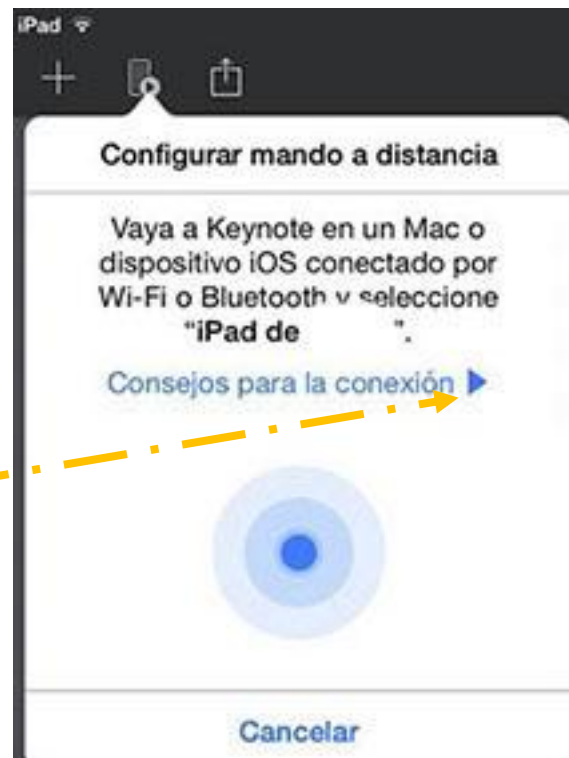 iPad
Configurar mando a distancia
Vaya a Keynote en un Mac o
dispositivo iOS conectado por
Wi-Fi o Bluetooth y seleccione
“iPad de ”.
Consejos para la conexión
Cancelar